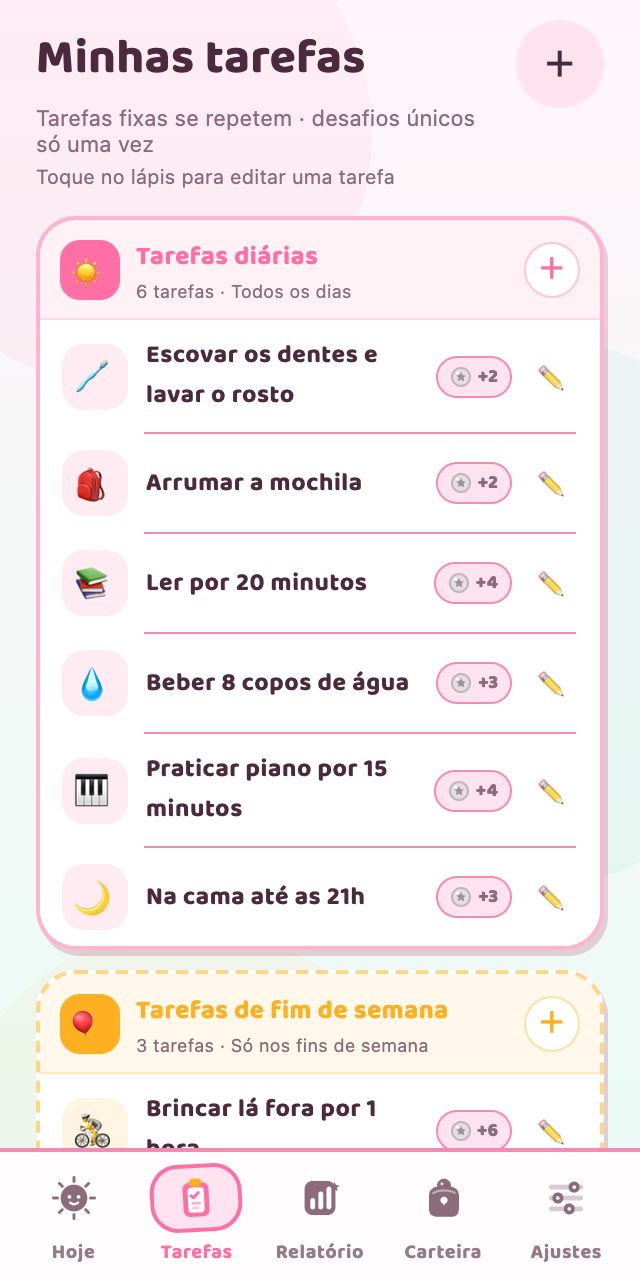 Minhas tarefas
Tarefas fixas se repetem · desafios únicos
só uma vez
Toque no lápis para editar uma tarefa
Tarefas diárias
6 tarefas · Todos os dias
Escovar os dentes e
lavar o rosto
+2
Arrumar a mochila
+2
Ler por 20 minutos
+4
Beber 8 copos de água
+3
Praticar piano por 15
minutos
+4
Na cama até as 21h
+3
Tarefas de fim de semana
3 tarefas · Só nos fins de semana
Brincar lá fora por 1
hora
+6
Hoje
Tarefas
Relatório
Carteira
Ajustes